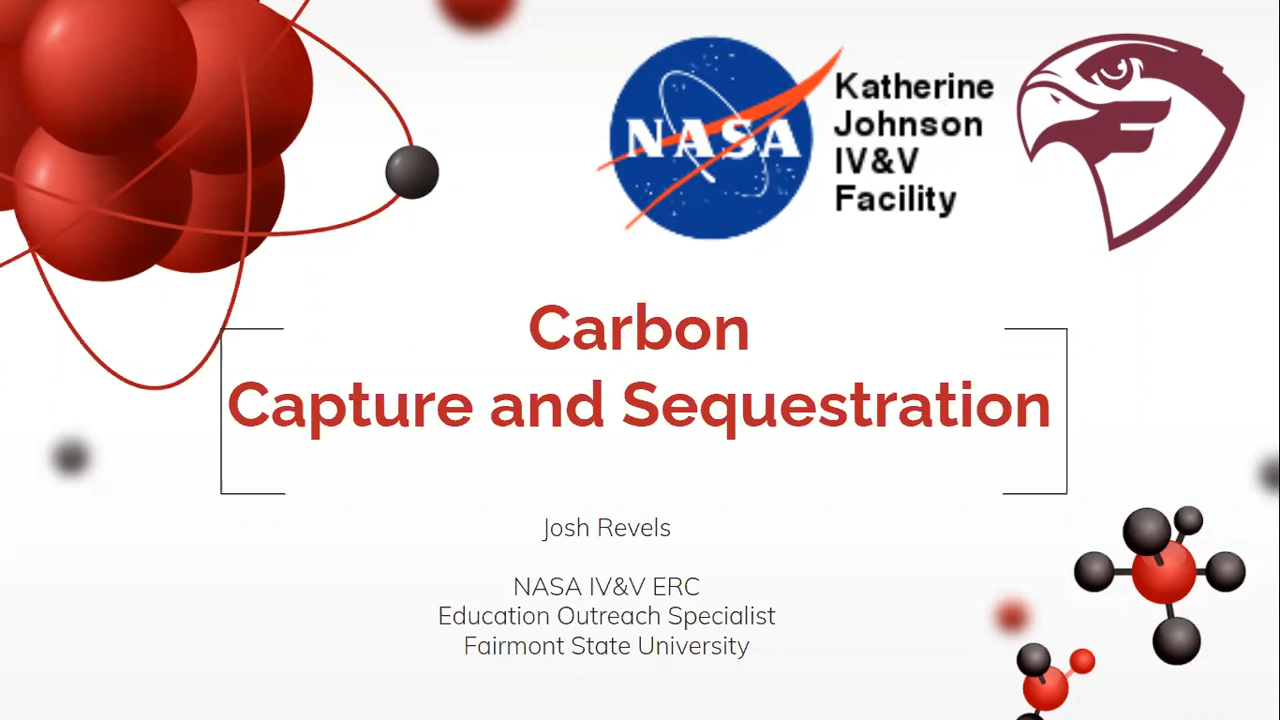 NASA
Katherine
Johnson
IV&V
Facility
Carbon
Capture and Sequestration
Josh Revels
NASA IV&V ERC
Education Outreach Specialist
Fairmont State University